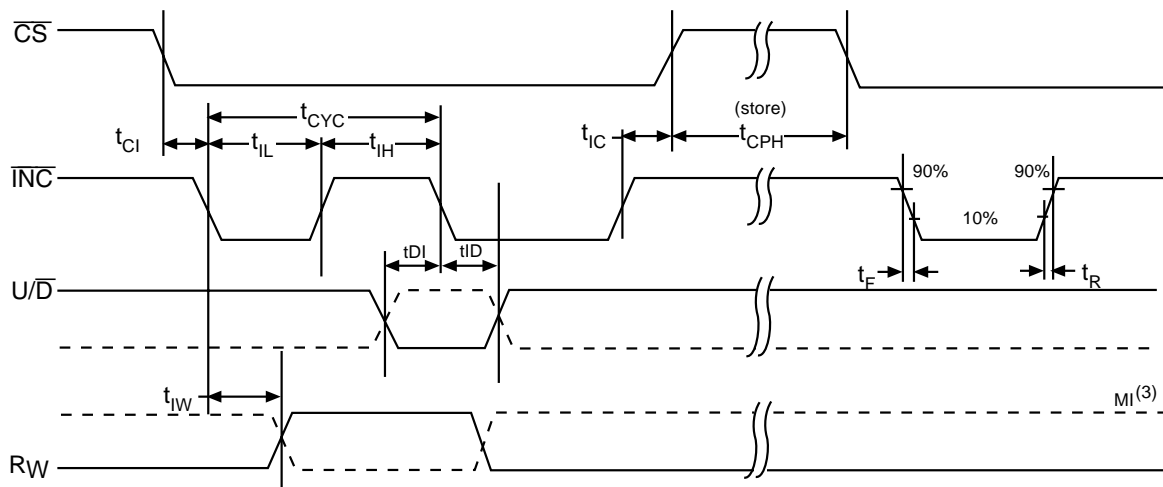 CS
tCYC
(store)
tCI
tIL
tIH
tIC
tCPH
INC
90%
90%
10%
tDI
tID
tF
tR
U/D
tIW
MI(3)
RW